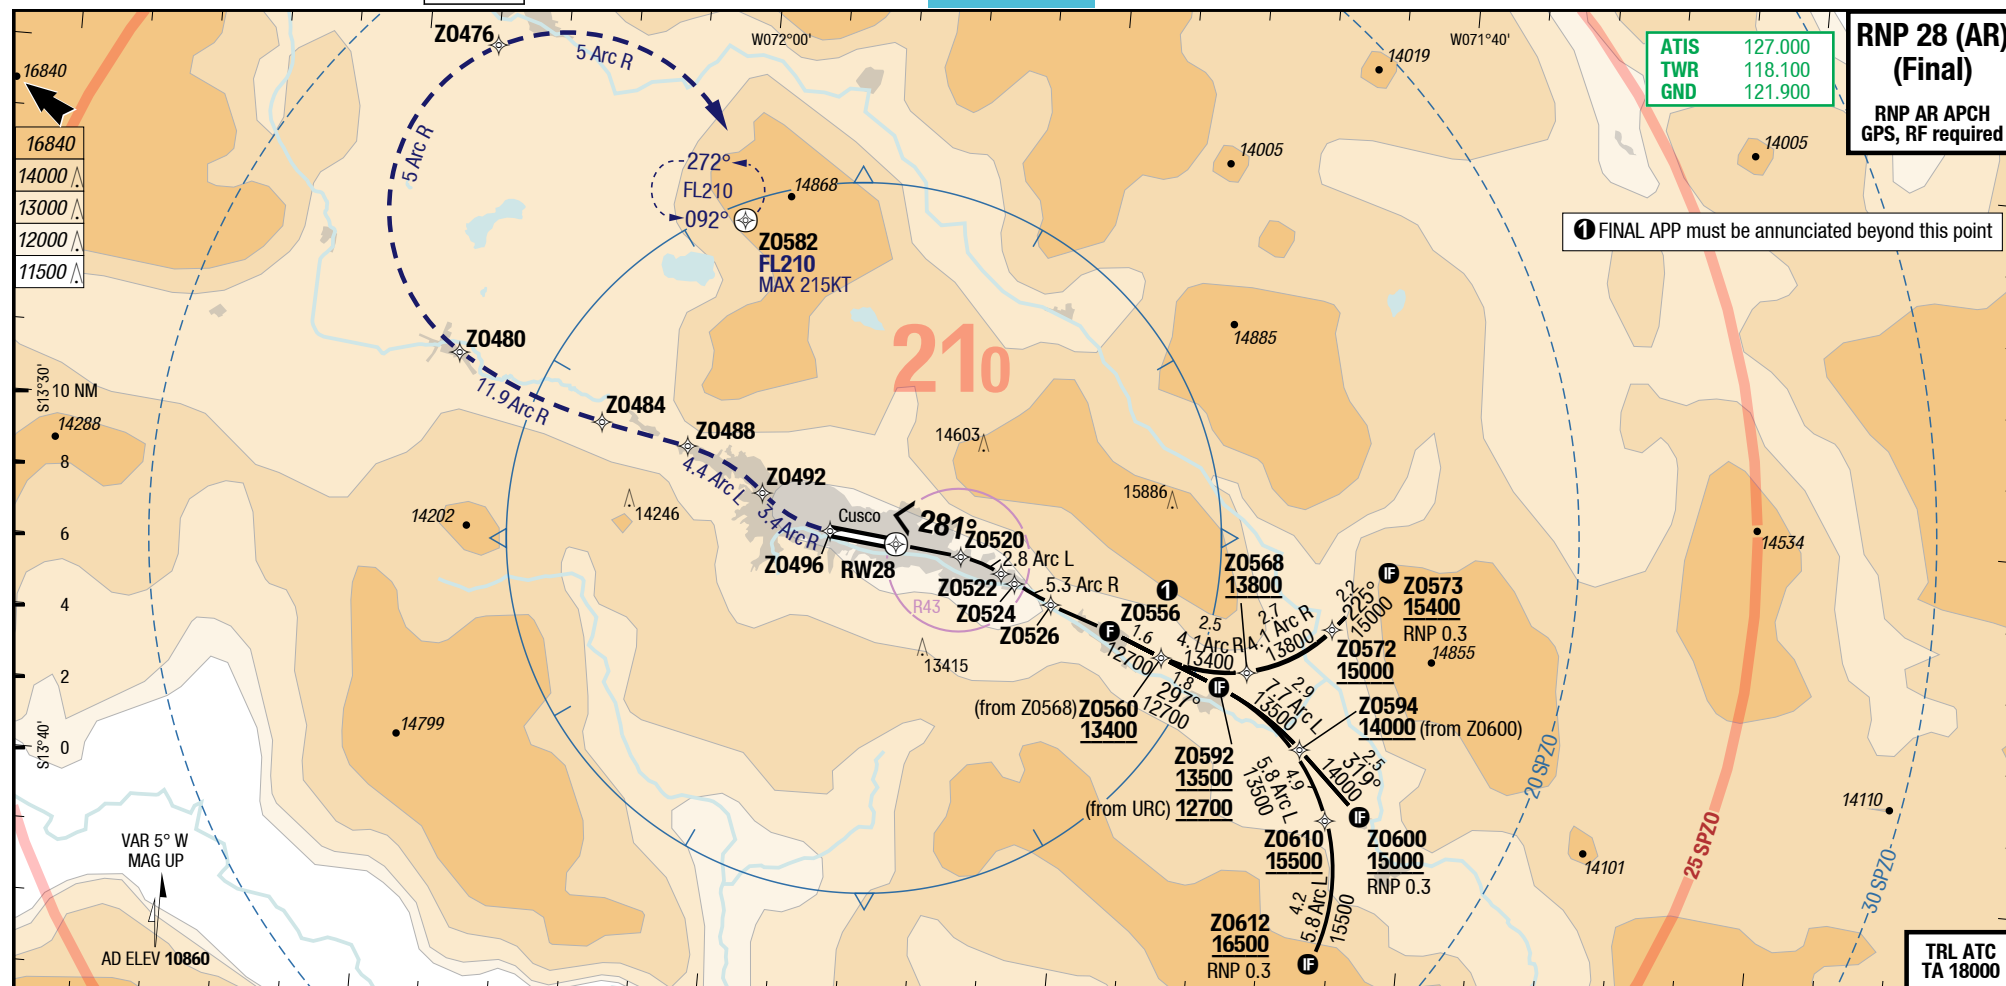 RNP 28 (AR)
(Final)
RNP AR APCH
GPS, RF required
ATIS 127.000
TWR 118.100
GND 121.900
1 FINAL APP must be annunciated beyond this point
W072°00'
W071°40'
16840
16840
14000
13000
12000
11500
Z0476
5 Arc R
5 Arc R
272°
FL210
092°
14868
Z0582
FL210
MAX 215KT
14019
14005
14005
14885
210
Z0480
11.9 Arc R
Z0484
Z0488
4.4 Arc L
Z0492
3.4 Arc R
Z0496
Cusco
RW28
281°
Z0520
2.8 Arc L
Z0522
Z0524
5.3 Arc R
Z0526
R43
S13°30'
10 NM
8
6
4
2
0
S13°40'
14288
14202
14246
14603
15886
13415
14799
14534
14855
14110
14101
1
F
Z0556
1.6
12700
2.5
4.1 Arc R
13400
2.7
4.1 Arc R
13800
Z0568
13800
2.2
225°
15000
IF
Z0573
15400
RNP 0.3
Z0572
15000
(from Z0568) Z0560
13400
1.8
297°
12700
IF
Z0592
13500
(from URC) 12700
2.9
7.7 Arc L
13500
Z0594
14000 (from Z0600)
2.5
319°
14000
IF
Z0600
15000
RNP 0.3
4.9
5.8 Arc L
13500
Z0610
15500
4.2
5.8 Arc L
15500
Z0612
16500
RNP 0.3
IF
20 SPZO
25 SPZO
30 SPZO
VAR 5° W
MAG UP
AD ELEV 10860
TRL ATC
TA 18000